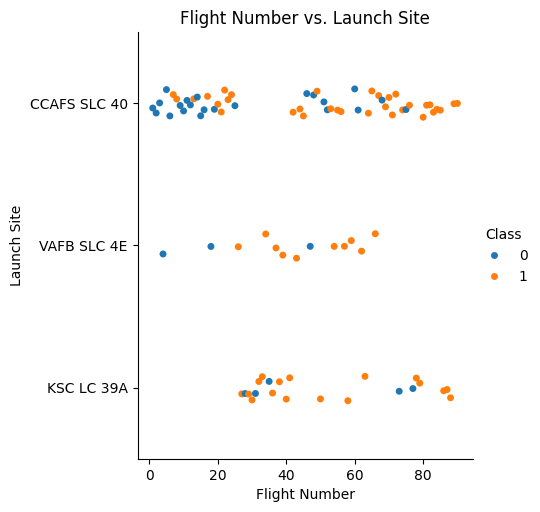 Flight Number vs. Launch Site
CCAFS SLC 40
VAFB SLC 4E
KSC LC 39A
Launch Site
0 20 40 60 80
Flight Number
Class
0
1